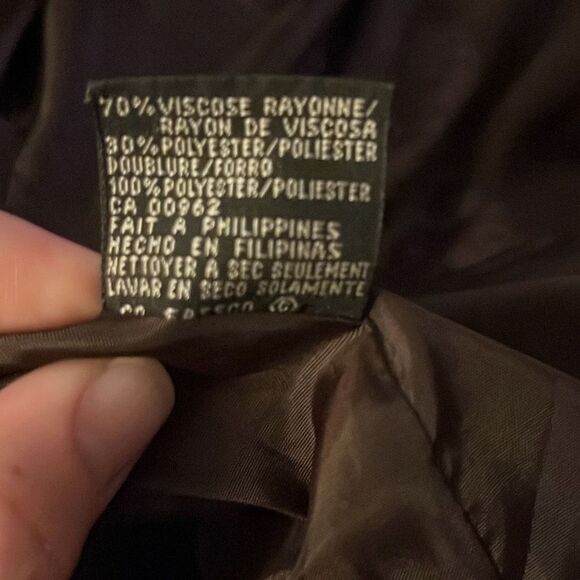 70% VISCOSE RAYONNE/
RAYON DE VISCOSA
30% POLYESTER/POLIESTER
DOUBLURE/FORRO
100% POLYESTER/POLIESTER
CA 00962
FAIT A PHILIPPINES
HECHO EN FILIPINAS
NETTOYER A SEC SEULEMENT
LAVAR EN SECO SOLAMENTE